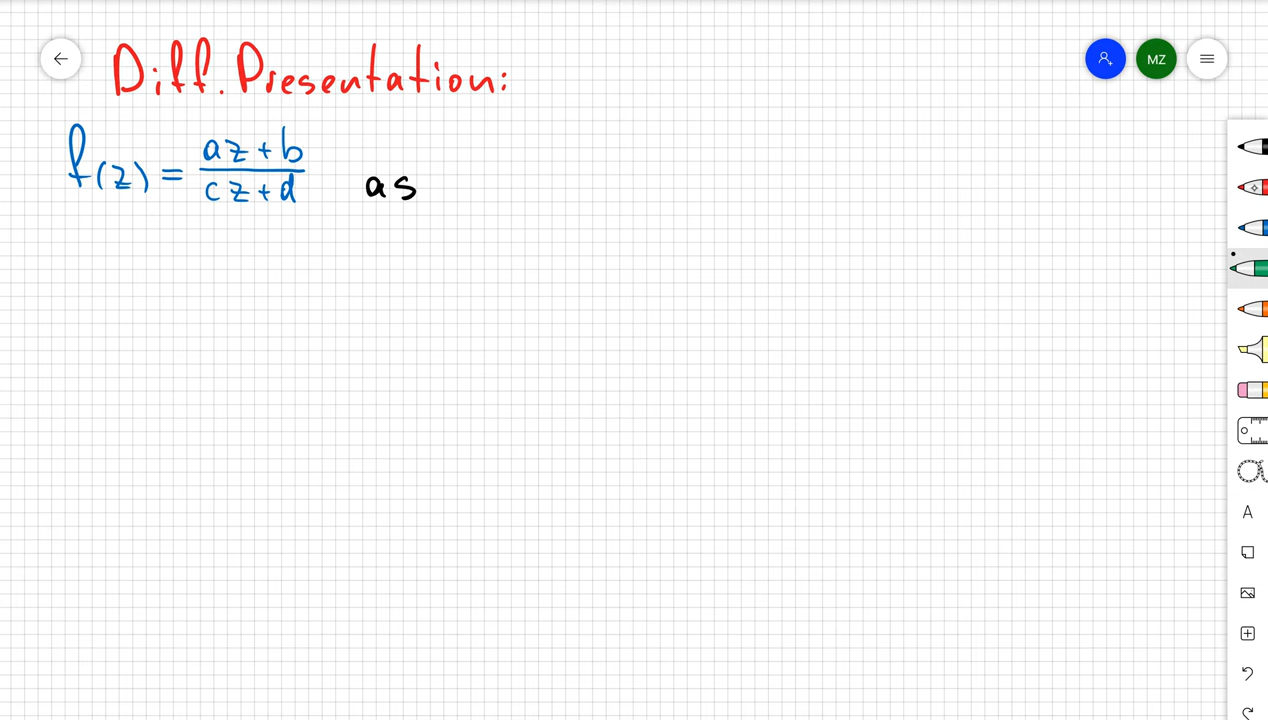 MZ
Diff. Presentation:
f(z) = az+b / cz+d as
A